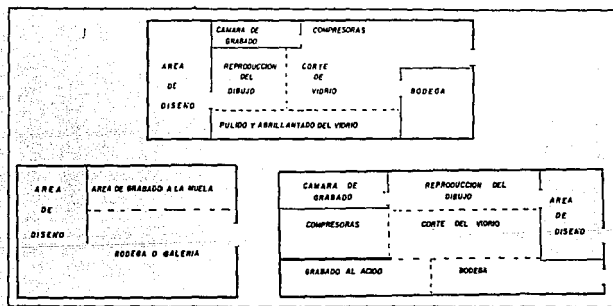 CAMARA DE
GRABADO
COMPRESORAS
AREA
DE
DISEÑO
REPRODUCCION
DEL
DIBUJO
CORTE
DE
VIDRIO
BODEGA
PULIDO Y ABRILLANTADO DEL VIDRIO
AREA
DE
DISEÑO
AREA DE GRABADO A LA MUELA
BODEGA O GALERIA
CAMARA DE
GRABADO
REPRODUCCION DEL
DIBUJO
AREA
DE
DISEÑO
COMPRESORAS
CORTE DEL VIDRIO
GRABADO AL ACIDO
BODEGA